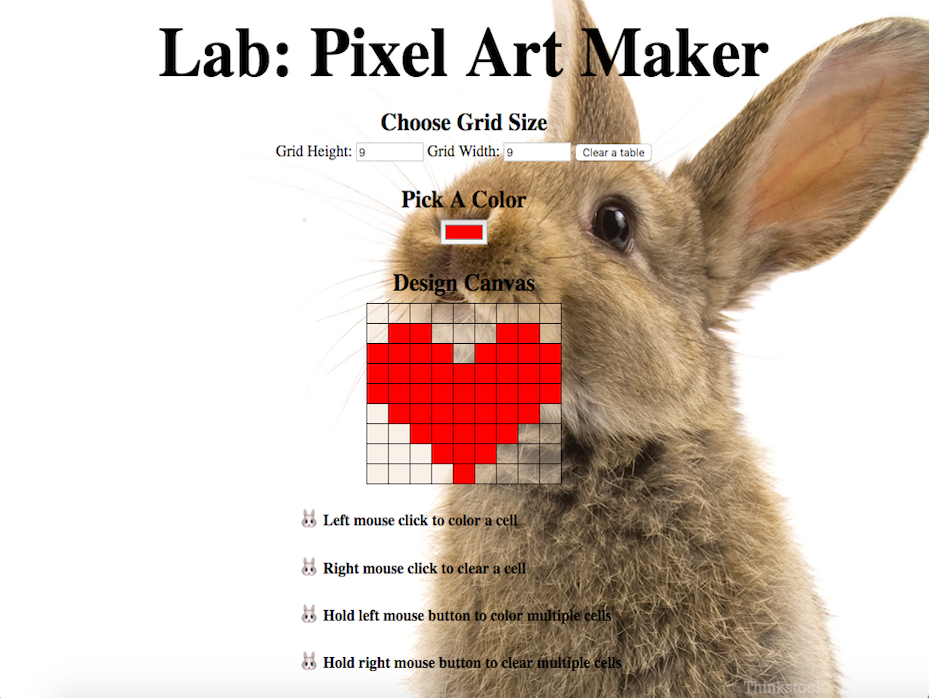 Lab: Pixel Art Maker
Choose Grid Size
Grid Height: 9 Grid Width: 9 Clear a table
Pick A Color
Design Canvas
Left mouse click to color a cell
Right mouse click to clear a cell
Hold left mouse button to color multiple cells
Hold right mouse button to clear multiple cells
Thinkstock